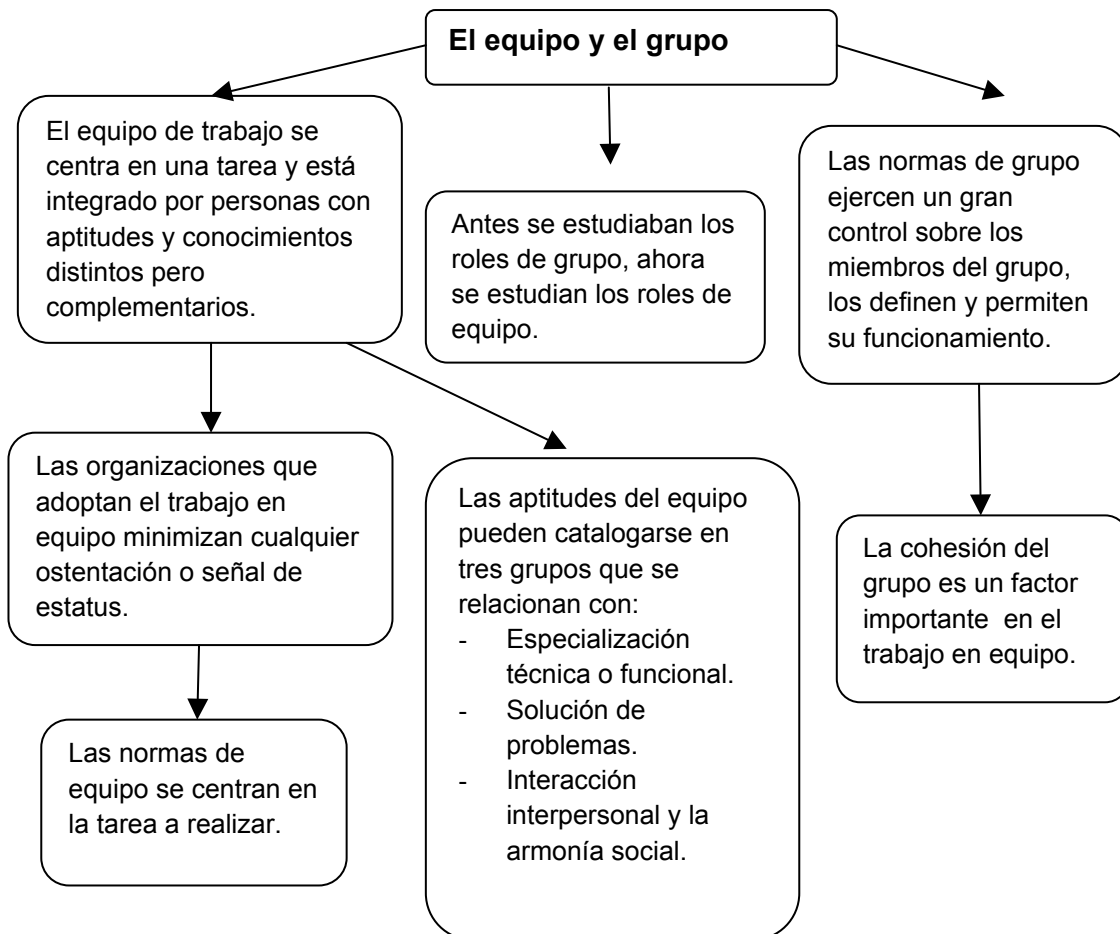 El equipo y el grupo
El equipo de trabajo se
centra en una tarea y está
integrado por personas con
aptitudes y conocimientos
distintos pero
complementarios.
Antes se estudiaban los
roles de grupo, ahora
se estudian los roles de
equipo.
Las normas de grupo
ejercen un gran
control sobre los
miembros del grupo,
los definen y permiten
su funcionamiento.
Las organizaciones que
adoptan el trabajo en
equipo minimizan cualquier
ostentación o señal de
estatus.
Las aptitudes del equipo
pueden catalogarse en
tres grupos que se
relacionan con:
- Especialización
técnica o funcional.
- Solución de
problemas.
- Interacción
interpersonal y la
armonía social.
La cohesión del
grupo es un factor
importante en el
trabajo en equipo.
Las normas de
equipo se centran en
la tarea a realizar.